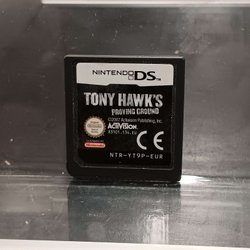 NINTENDO DS
TONY HAWK'S
PROVING GROUND
©2007 Activision Publishing, Inc.
ACTIVISION
CE
NTR-YT9P-EUR